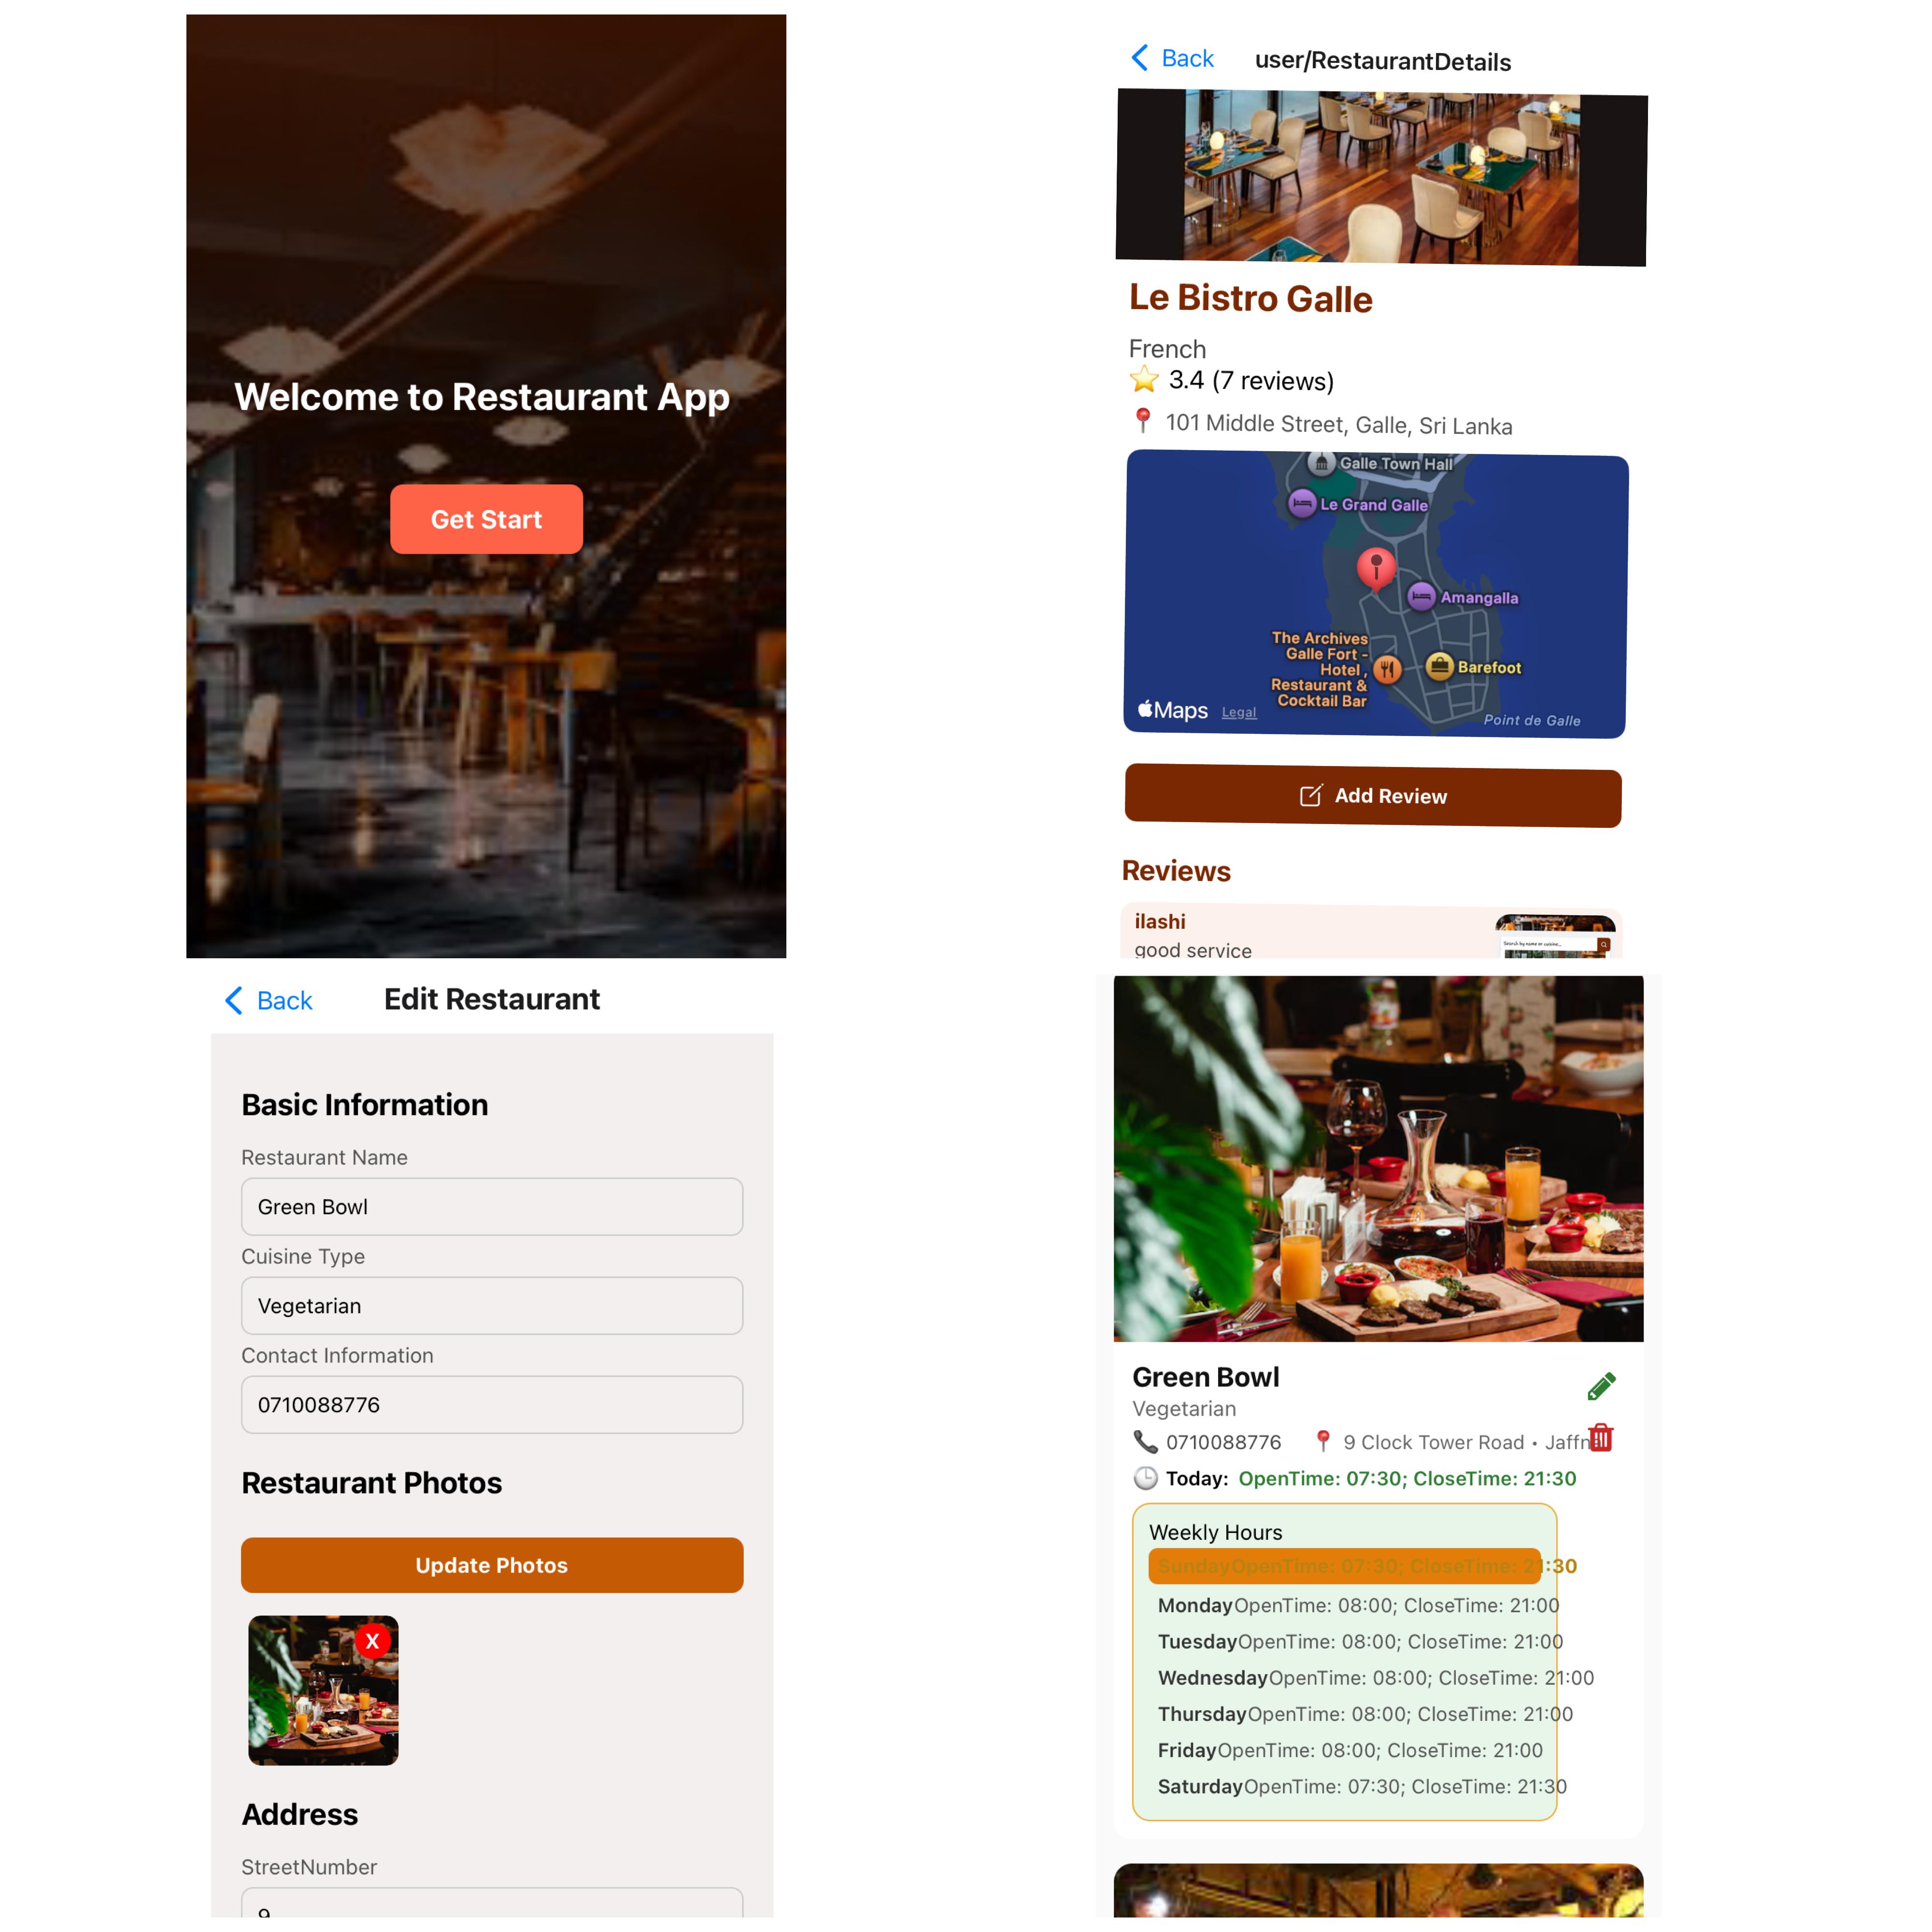 Welcome to Restaurant App
Get Start
Back
user/RestaurantDetails
Le Bistro Galle
French
3.4 (7 reviews)
101 Middle Street, Galle, Sri Lanka
Galle Town Hall
Le Grand Galle
Amangalla
The Archives
Galle Fort -
Hotel,
Restaurant &
Cocktail Bar
Barefoot
Maps
Legal
Point de Galle
Add Review
Reviews
ilashi
good service
Search by name or cuisine...
Back
Edit Restaurant
Basic Information
Restaurant Name
Green Bowl
Cuisine Type
Vegetarian
Contact Information
0710088776
Restaurant Photos
Update Photos
X
Address
StreetNumber
9
Green Bowl
Vegetarian
0710088776 9 Clock Tower Road • Jaffn
Today: OpenTime: 07:30; CloseTime: 21:30
Weekly Hours
SundayOpenTime: 07:30; CloseTime: 21:30
MondayOpenTime: 08:00; CloseTime: 21:00
TuesdayOpenTime: 08:00; CloseTime: 21:00
WednesdayOpenTime: 08:00; CloseTime: 21:00
ThursdayOpenTime: 08:00; CloseTime: 21:00
FridayOpenTime: 08:00; CloseTime: 21:00
SaturdayOpenTime: 07:30; CloseTime: 21:30